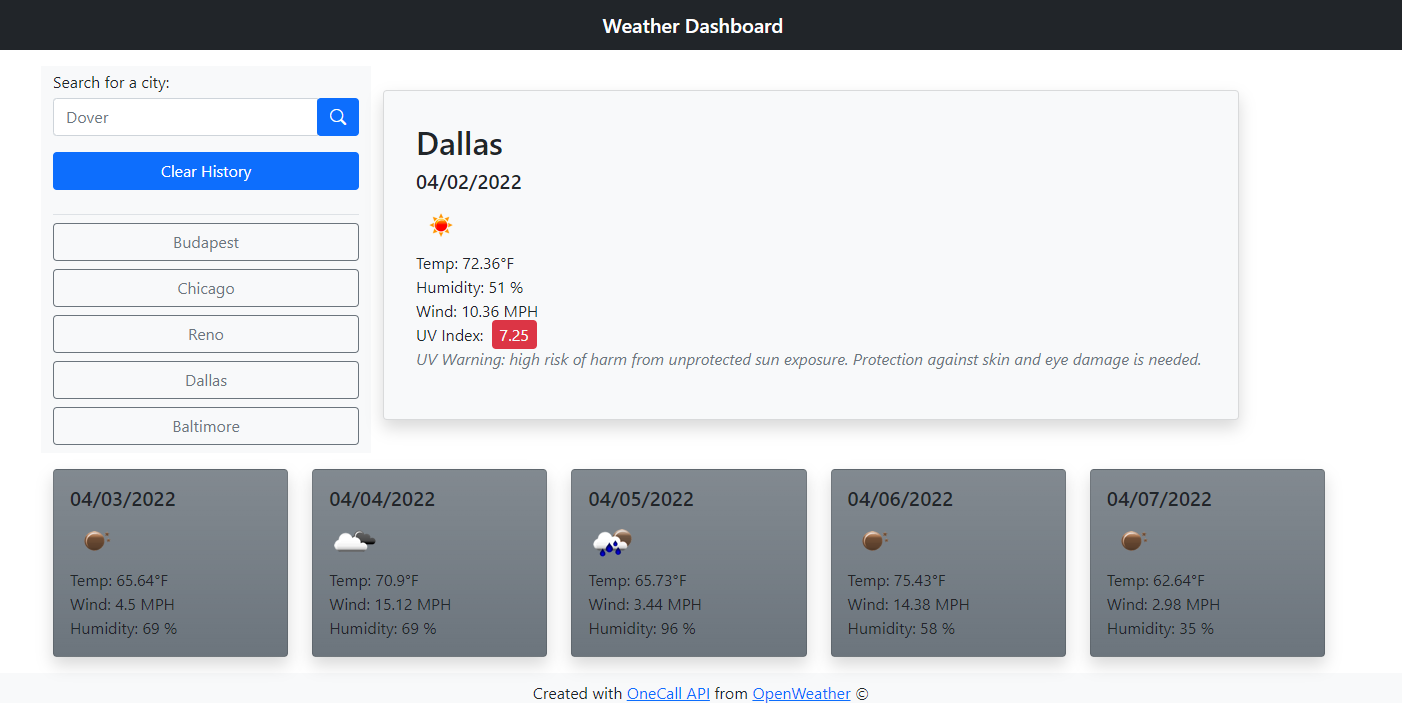 Weather Dashboard
Search for a city:
Dover
Clear History
Budapest
Chicago
Reno
Dallas
Baltimore
Dallas
04/02/2022
Temp: 72.36°F
Humidity: 51 %
Wind: 10.36 MPH
UV Index: 7.25
UV Warning: high risk of harm from unprotected sun exposure. Protection against skin and eye damage is needed.
04/03/2022
Temp: 65.64°F
Wind: 4.5 MPH
Humidity: 69 %
04/04/2022
Temp: 70.9°F
Wind: 15.12 MPH
Humidity: 69 %
04/05/2022
Temp: 65.73°F
Wind: 3.44 MPH
Humidity: 96 %
04/06/2022
Temp: 75.43°F
Wind: 14.38 MPH
Humidity: 58 %
04/07/2022
Temp: 62.64°F
Wind: 2.98 MPH
Humidity: 35 %
Created with OneCall API from OpenWeather ©